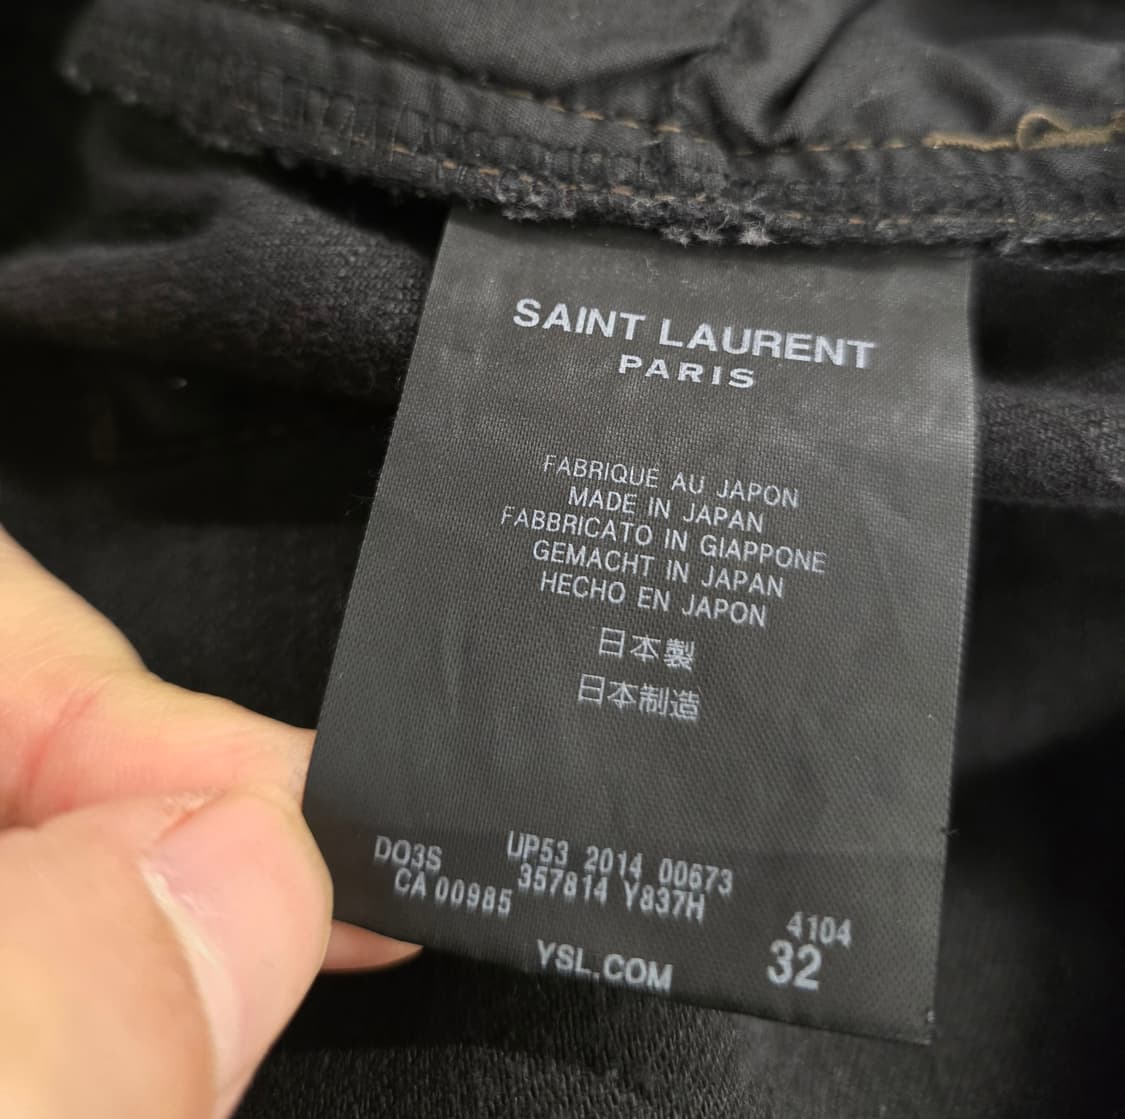 SAINT LAURENT
PARIS
FABRIQUE AU JAPON
MADE IN JAPAN
FABBRICATO IN GIAPPONE
GEMACHT IN JAPAN
HECHO EN JAPON
日本製
日本制造
DO3S UP53 2014 00673
CA 00985 357814 Y837H
4104
YSL.COM 32